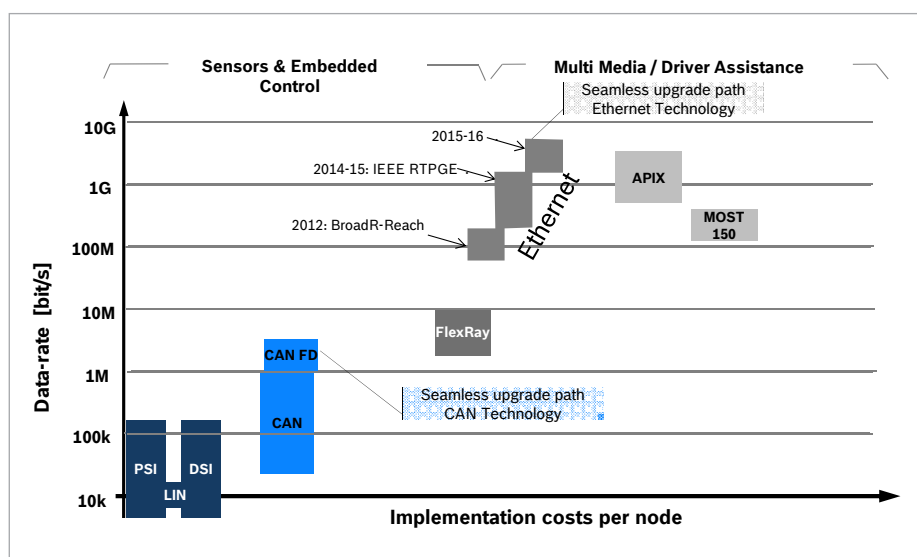 Sensors & Embedded
Control
Multi Media / Driver Assistance
Seamless upgrade path
Ethernet Technology
10G
2015-16
2014-15: IEEE RTPGE
1G
APIX
MOST
150
2012: BroadR-Reach
Ethernet
100M
10M
FlexRay
CAN FD
1M
Seamless upgrade path
CAN Technology
CAN
100k
PSI
DSI
LIN
10k
Data-rate [bit/s]
Implementation costs per node